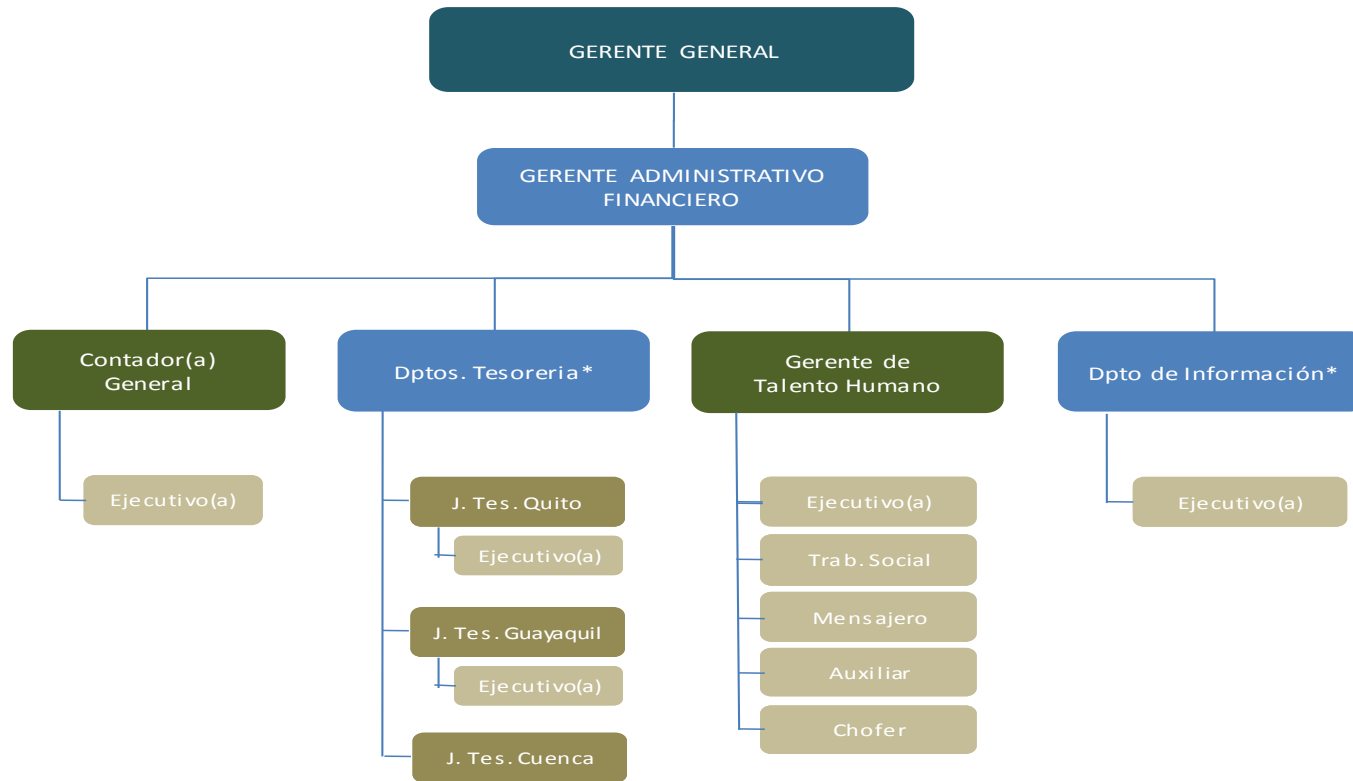 GERENTE GENERAL
GERENTE ADMINISTRATIVO
FINANCIERO
Contador(a)
General
Ejecutivo(a)
Dptos. Tesoreria*
J. Tes. Quito
Ejecutivo(a)
J. Tes. Guayaquil
Ejecutivo(a)
J. Tes. Cuenca
Gerente de
Talento Humano
Ejecutivo(a)
Trab. Social
Mensajero
Auxiliar
Chofer
Dpto de Información*
Ejecutivo(a)